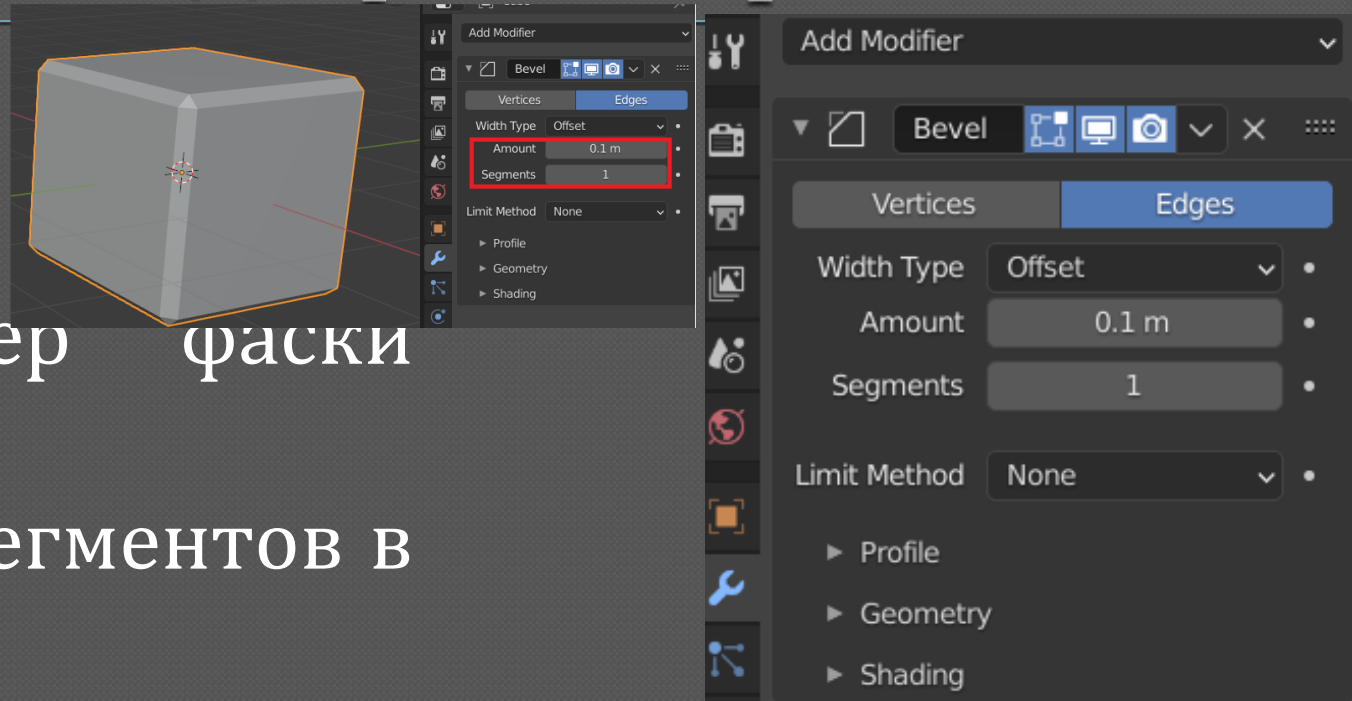 Add Modifier
Bevel
Vertices Edges
Width Type Offset
Amount 0.1 m
Segments 1
Limit Method None
Profile
Geometry
Shading
фаски
в
Add Modifier
Bevel
Vertices Edges
Width Type Offset
Amount 0.1 m
Segments 1
Limit Method None
Profile
Geometry
Shading